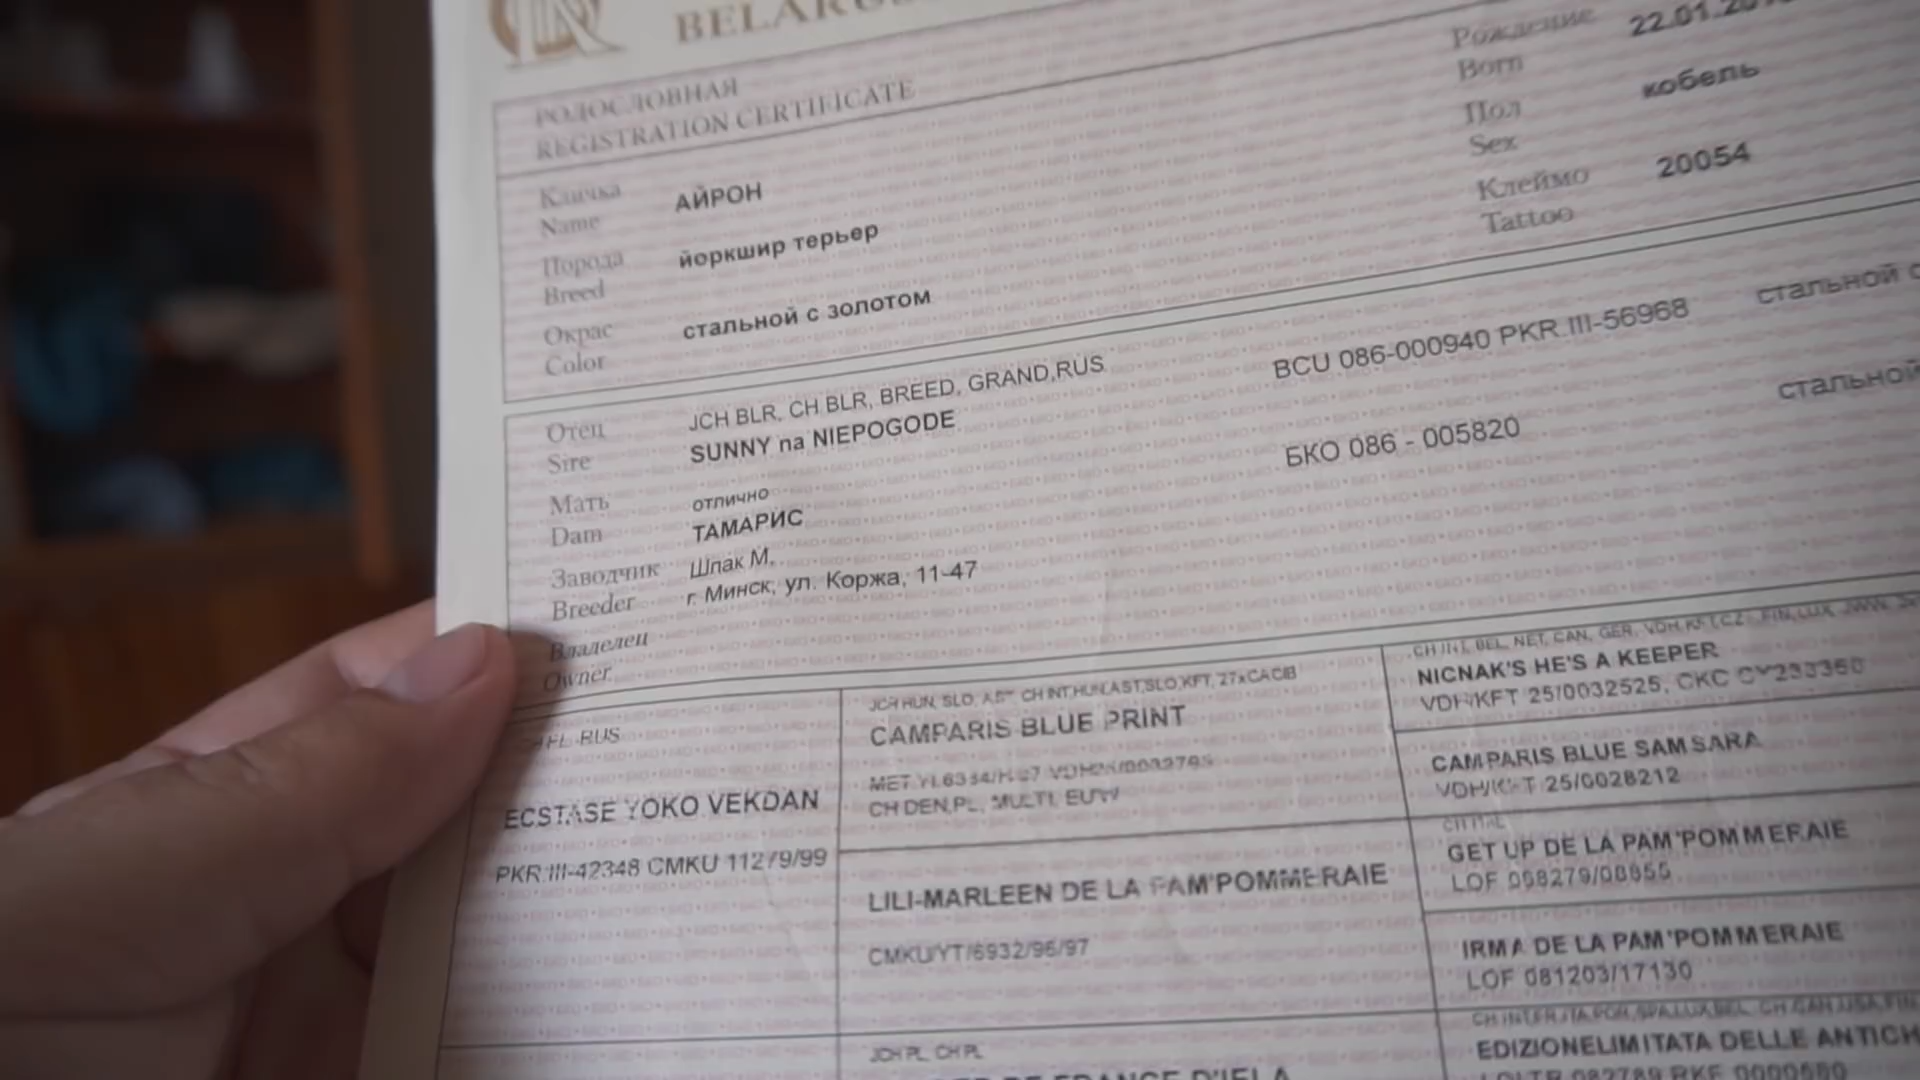 РОДОСЛОВНАЯ
REGISTRATION CERTIFICATE
Кличка
Name
АЙРОН
Порода
Breed
йоркшир терьер
Окрас
Color
стальной с золотом
Рождение
Born
Пол
Sex
кобель
Клеймо
Tattoo
20054
Отец
Sire
JCH BLR, CH BLR, BREED, GRAND,RUS
SUNNY na NIEPOGODE
BCU 086-000940 PKR.III-56968
стальной с
Мать
Dam
отлично
ТАМАРИС
БКО 086 - 005820
стальной
Заводчик
Breeder
Шпак М.
г. Минск, ул. Коржа, 11-47
Владелец
Owner
ECSTASE YOKO VEKDAN
PKR.III-42348 CMKU 11279/99
CAMPARIS BLUE PRINT
LILI-MARLEEN DE LA PAM'POMMERAIE
CMKU/YT/6932/96/97
JCH PL, CH PL
NICNAK'S HE'S A KEEPER
CAMPARIS BLUE SAMSARA
VDH/KFT 25/0028212
GET UP DE LA PAM'POMMERAIE
IRMA DE LA PAM'POMMERAIE
LOF 081203/17130
EDIZIONELIMITATA DELLE ANTICH